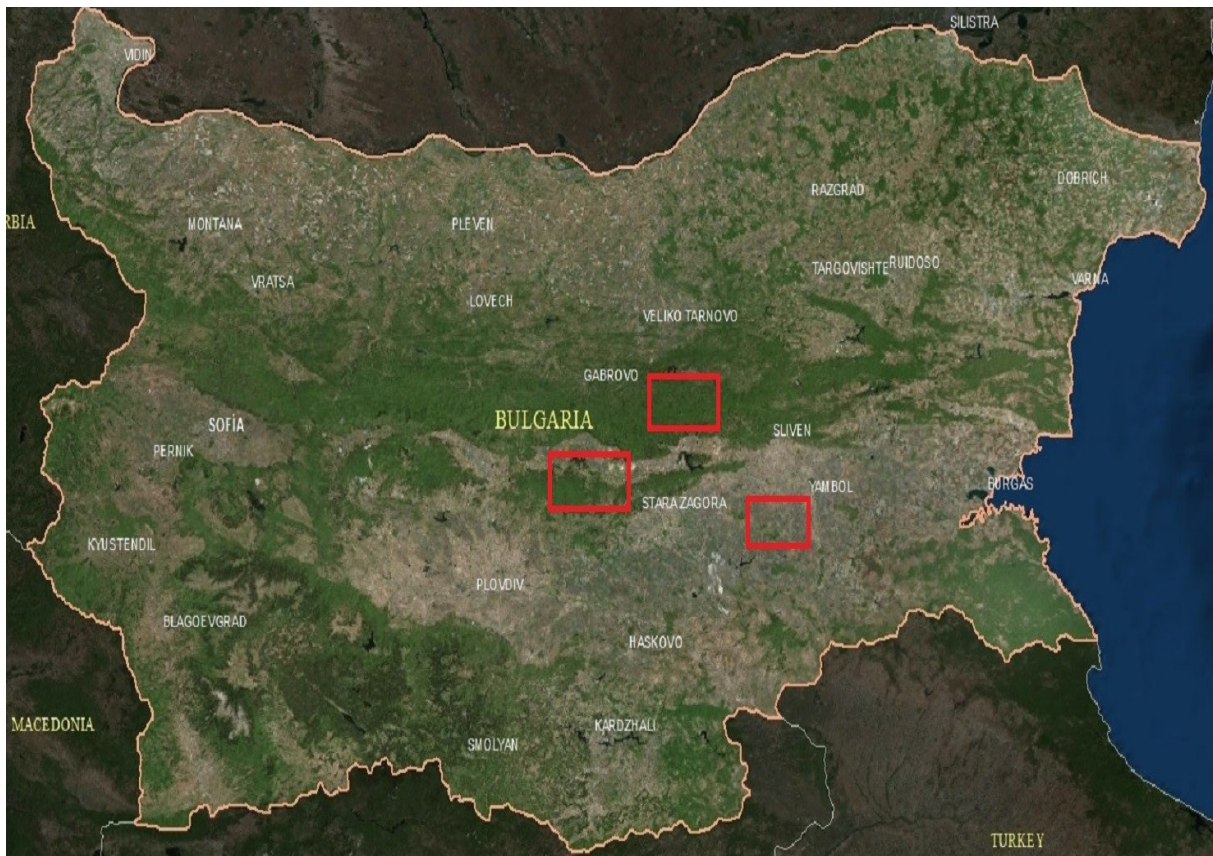 SILISTRA
VIDIN
DOBRICH
RAZGRAD
RBIA
MONTANA
PLEVEN
TARGOVISHTE
RUIDOSO
VRATSA
VARNA
LOVECH
VELIKO TARNOVO
GABROVO
BULGARIA
SOFÍA
SLIVEN
PERNIK
YAMBOL
BURGAS
STARA ZAGORA
KYUSTENDIL
PLOVDIV
BLAGOEVGRAD
HASKOVO
MACEDONIA
KARDZHALI
SMOLYAN
TURKEY